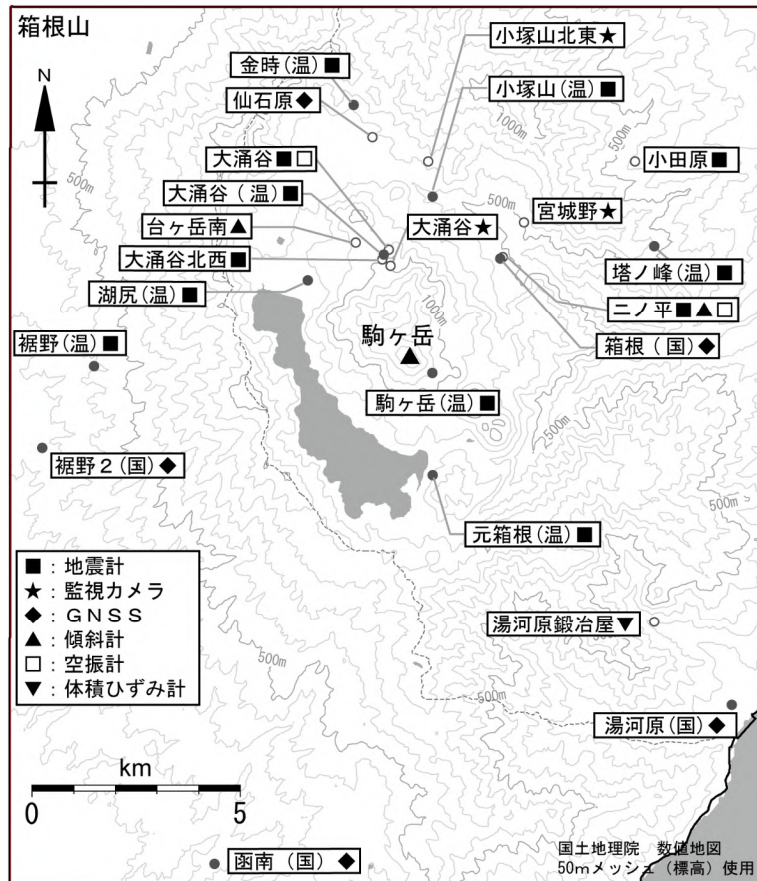 箱根山
小塚山北東★
金時(温)■
小塚山(温)■
仙石原◆
N
1000m
500m
大涌谷■□
小田原■
500m
大涌谷(温)■
500m
宮城野★
台ヶ岳南▲
大涌谷★
大涌谷北西■
塔ノ峰(温)■
湖尻(温)■
1000m
二ノ平■▲□
裾野(温)■
駒ヶ岳
箱根(国)◆
駒ヶ岳(温)■
500m
裾野2(国)◆
500m
元箱根(温)■
■:地震計
★:監視カメラ
◆:GNSS
▲:傾斜計
□:空振計
▼:体積ひずみ計
湯河原鍛冶屋▼
500m
500m
湯河原(国)◆
km
0 5
函南(国)◆
国土地理院 数値地図
50mメッシュ(標高)使用